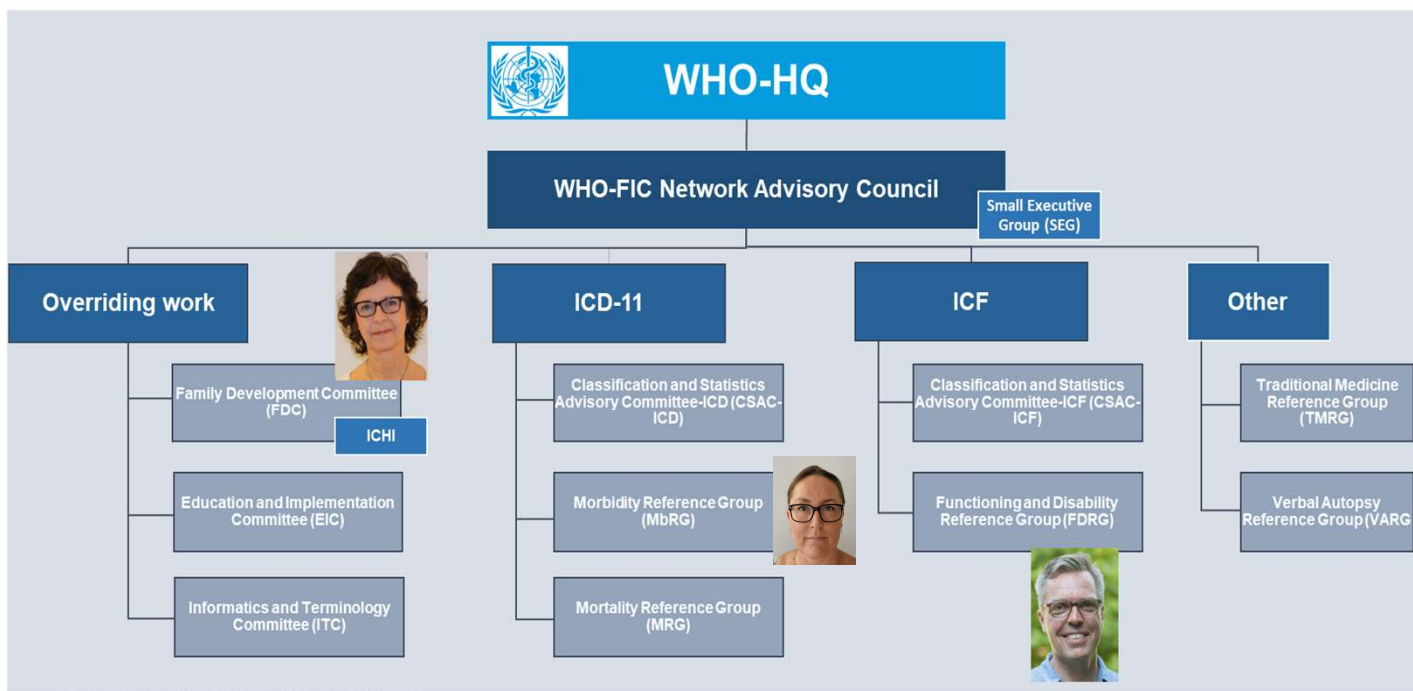 WHO-HQ
WHO-FIC Network Advisory Council
Small Executive
Group (SEG)
Overriding work
ICD-11
ICF
Other
Family Development Committee
(FDC)
ICHI
Education and Implementation
Committee (EIC)
Informatics and Terminology
Committee (ITC)
Classification and Statistics
Advisory Committee-ICD (CSAC-
ICD)
Morbidity Reference Group
(MbRG)
Mortality Reference Group
(MRG)
Classification and Statistics
Advisory Committee-ICF (CSAC-
ICF)
Functioning and Disability
Reference Group (FDRG)
Traditional Medicine
Reference Group
(TMRG)
Verbal Autopsy
Reference Group (VARG